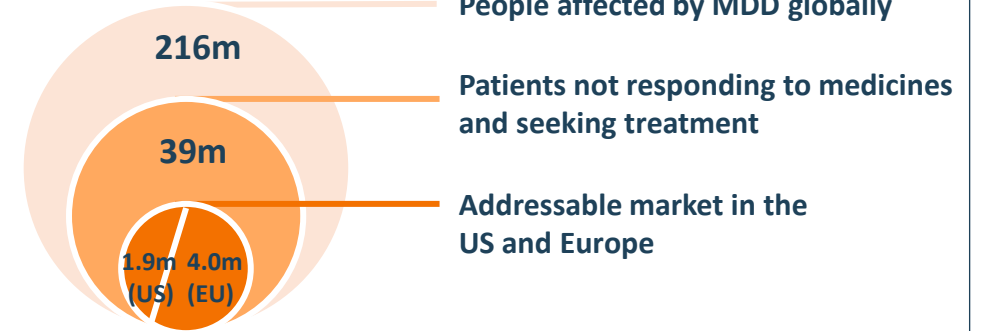 People affected by MDD globally
216m
Patients not responding to medicines
and seeking treatment
39m
Addressable market in the
US and Europe
1.9m 4.0m
(US) (EU)